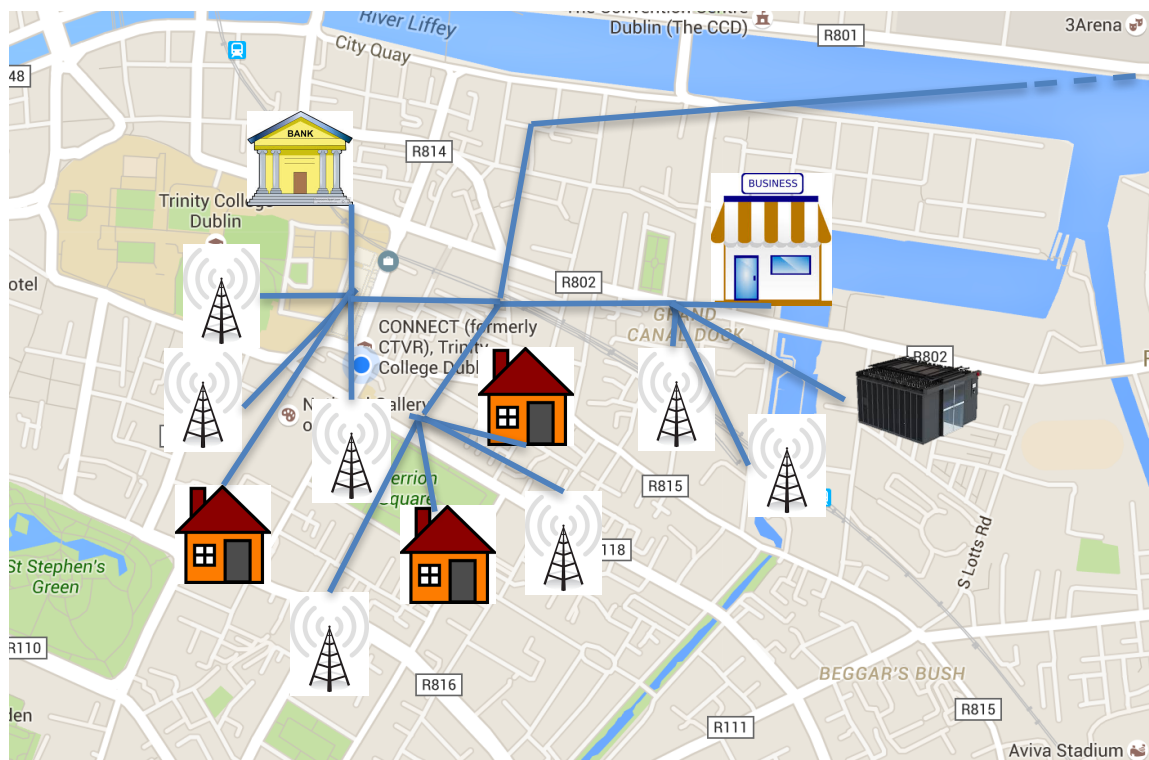 The Convention Centre
Dublin (The CCD)
River Liffey
3Arena
R801
City Quay
48
BANK
R814
BUSINESS
Trinity College
Dublin
otel
R802
GRAND
CANAL DOCK
CONNECT (formerly
CTVR), Trinity
College Dubl
R802
Gallery
Square
R815
118
St Stephen's
Green
S Lotts Rd
R110
BEGGAR'S BUSH
R816
R815
den
R111
Aviva Stadium